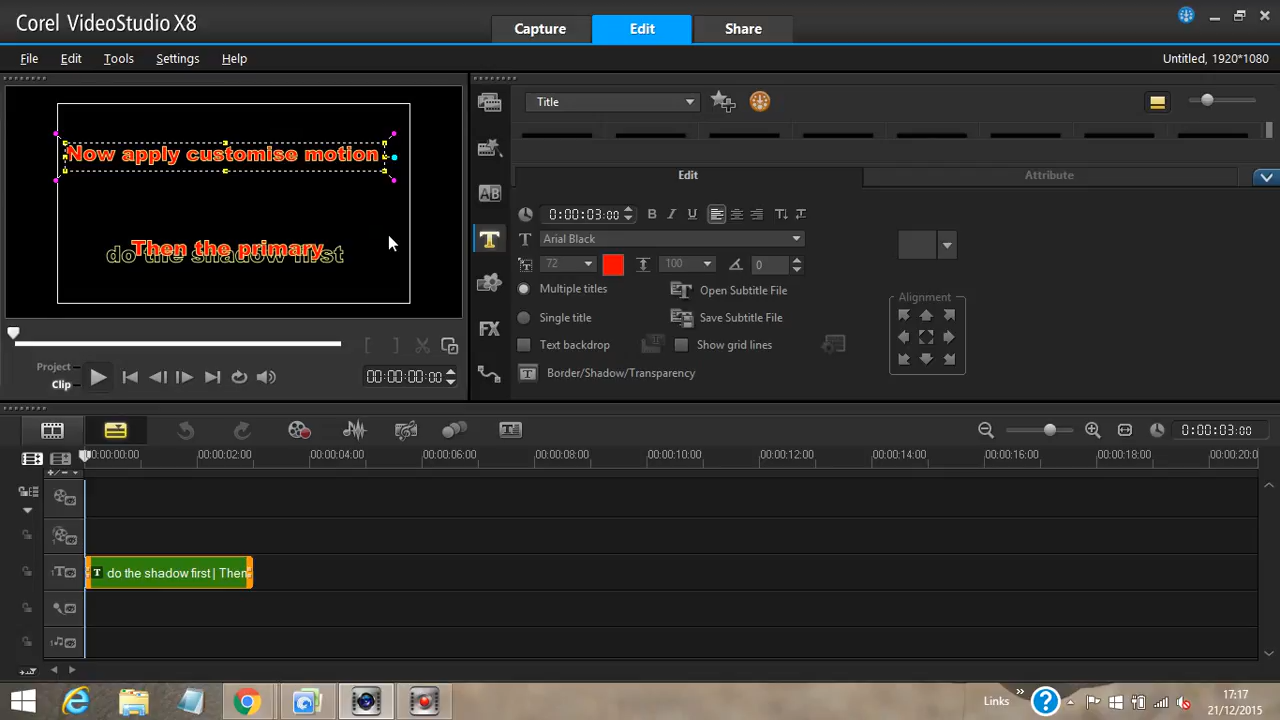 Corel VideoStudio X8
Capture
Edit
Share
File
Edit
Tools
Settings
Help
Untitled, 1920*1080
Now apply customise motion
Then the primary
do the shadow first
Project
Clip
00:00:00:00
Title
Edit
Attribute
0:00:03:00
B
I
U
Arial Black
72
100
0
Multiple titles
Open Subtitle File
Single title
Save Subtitle File
Text backdrop
Show grid lines
Border/Shadow/Transparency
Alignment
AB
T
FX
0:00:03:00
00:00:00:00
00:00:02:00
00:00:04:00
00:00:06:00
00:00:08:00
00:00:10:00
00:00:12:00
00:00:14:00
00:00:16:00
00:00:18:00
00:00:20:0
T do the shadow first| Then
Links
17:17
21/12/2015